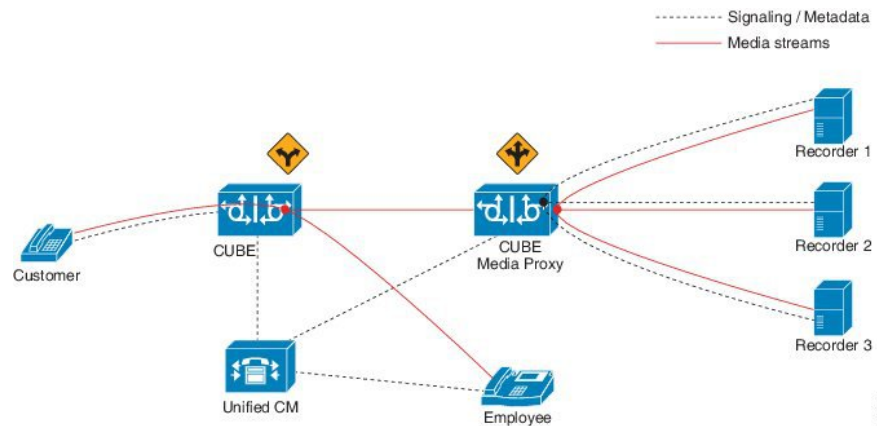 Signaling / Metadata
Media streams
Recorder 1
Recorder 2
Recorder 3
Customer
CUBE
CUBE
Media Proxy
Unified CM
Employee